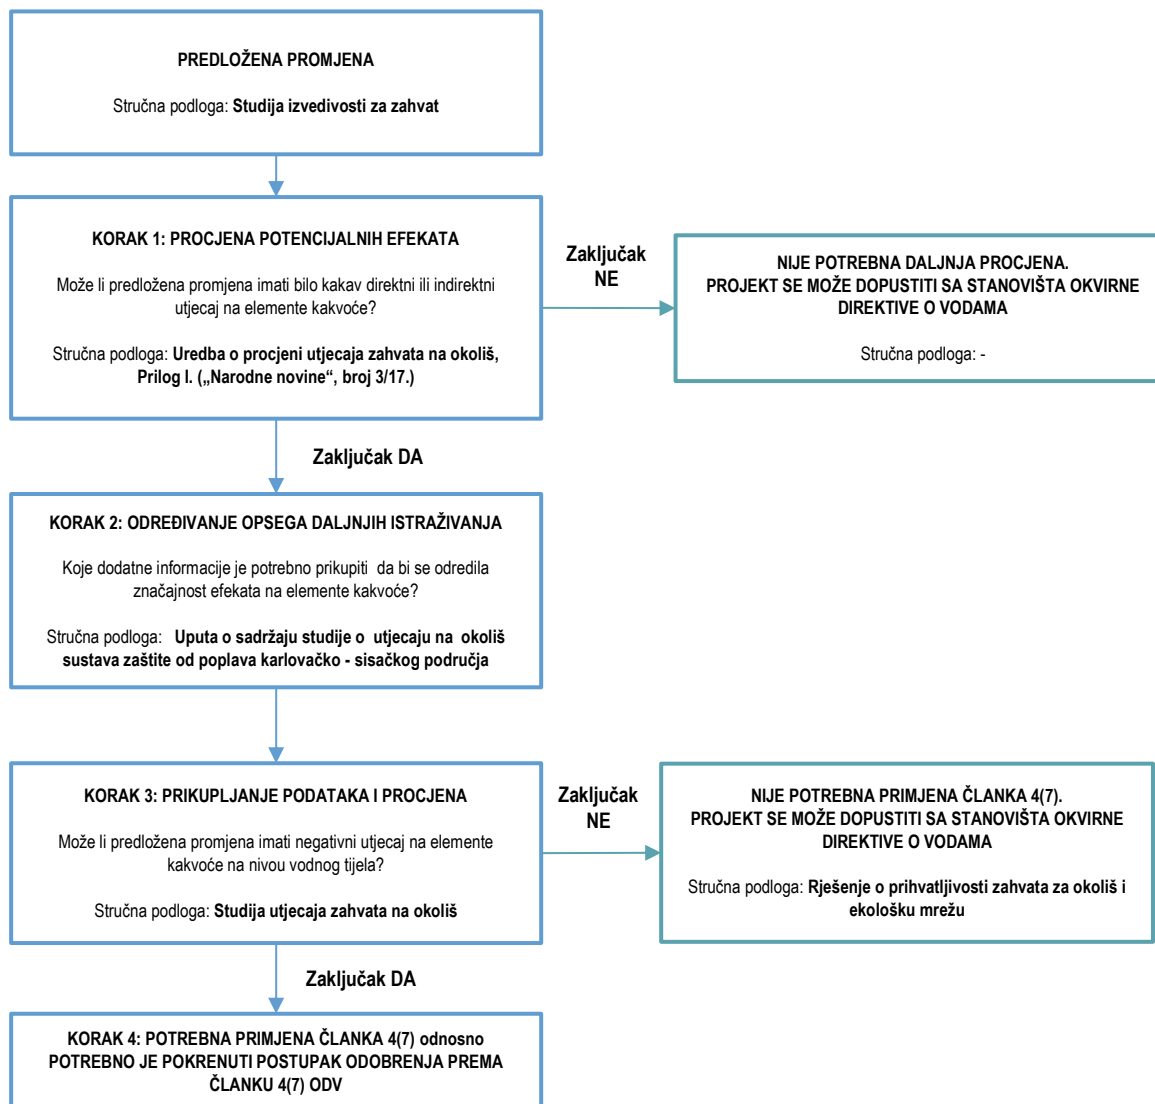 PREDLOŽENA PROMJENA
Stručna podloga: Studija izvedivosti za zahvat
KORAK 1: PROCJENA POTENCIJALNIH EFEKATA
Može li predložena promjena imati bilo kakav direktni ili indirektni
utjecaj na elemente kakvoće?
Stručna podloga: Uredba o procjeni utjecaja zahvata na okoliš,
Prilog I. („Narodne novine“, broj 3/17.)
Zaključak
NE
NIJE POTREBNA DALJNJA PROCJENA.
PROJEKT SE MOŽE DOPUSTITI SA STANOVIŠTA OKVIRNE
DIREKTIVE O VODAMA
Stručna podloga: -
Zaključak DA
KORAK 2: ODREĐIVANJE OPSEGA DALJNJIH ISTRAŽIVANJA
Koje dodatne informacije je potrebno prikupiti da bi se odredila
značajnost efekata na elemente kakvoće?
Stručna podloga: Uputa o sadržaju studije o utjecaju na okoliš
sustava zaštite od poplava karlovačko - sisačkog područja
KORAK 3: PRIKUPLJANJE PODATAKA I PROCJENA
Može li predložena promjena imati negativni utjecaj na elemente
kakvoće na nivou vodnog tijela?
Stručna podloga: Studija utjecaja zahvata na okoliš
Zaključak
NE
NIJE POTREBNA PRIMJENA ČLANKA 4(7).
PROJEKT SE MOŽE DOPUSTITI SA STANOVIŠTA OKVIRNE
DIREKTIVE O VODAMA
Stručna podloga: Rješenje o prihvatljivosti zahvata za okoliš i
ekološku mrežu
Zaključak DA
KORAK 4: POTREBNA PRIMJENA ČLANKA 4(7) odnosno
POTREBNO JE POKRENUTI POSTUPAK ODOBRENJA PREMA
ČLANKU 4(7) ODV